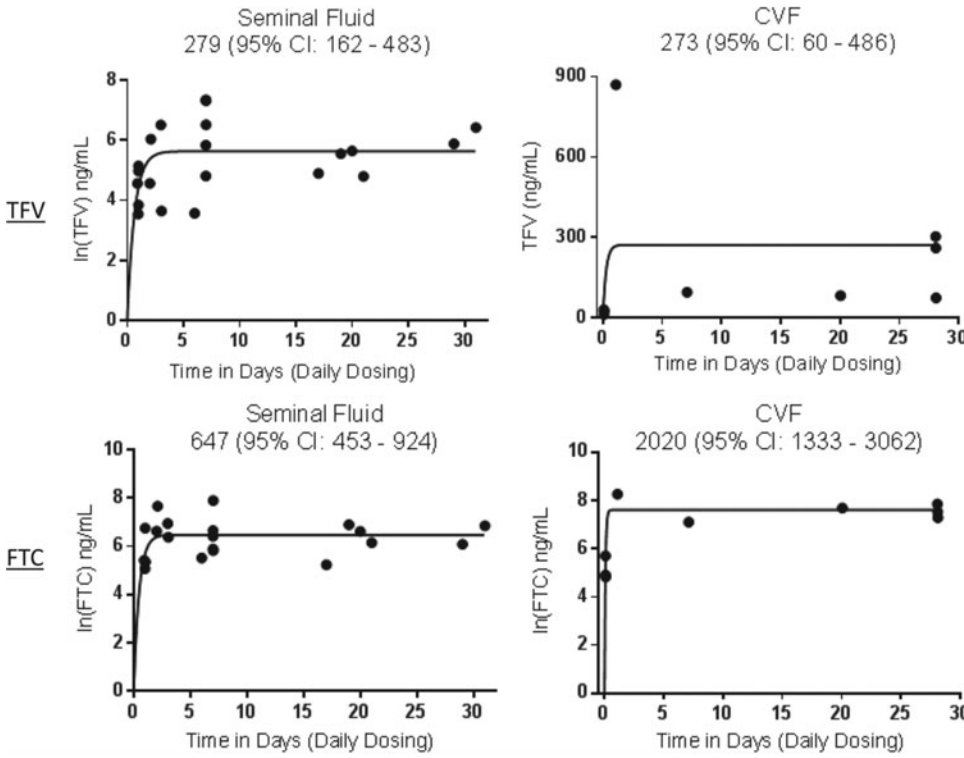 Seminal Fluid
279 (95% CI: 162 - 483)
CVF
273 (95% CI: 60 - 486)
TFV
ln(TFV) ng/mL
8
6
4
2
0
0 5 10 15 20 25 30
Time in Days (Daily Dosing)
TFV (ng/mL)
900
600
300
0
0 5 10 15 20 25 30
Time in Days (Daily Dosing)
Seminal Fluid
647 (95% CI: 453 - 924)
CVF
2020 (95% CI: 1333 - 3062)
FTC
ln(FTC) ng/mL
10
8
6
4
2
0
0 5 10 15 20 25 30
Time in Days (Daily Dosing)
ln(FTC) ng/mL
10
8
6
4
2
0
0 5 10 15 20 25 30
Time in Days (Daily Dosing)